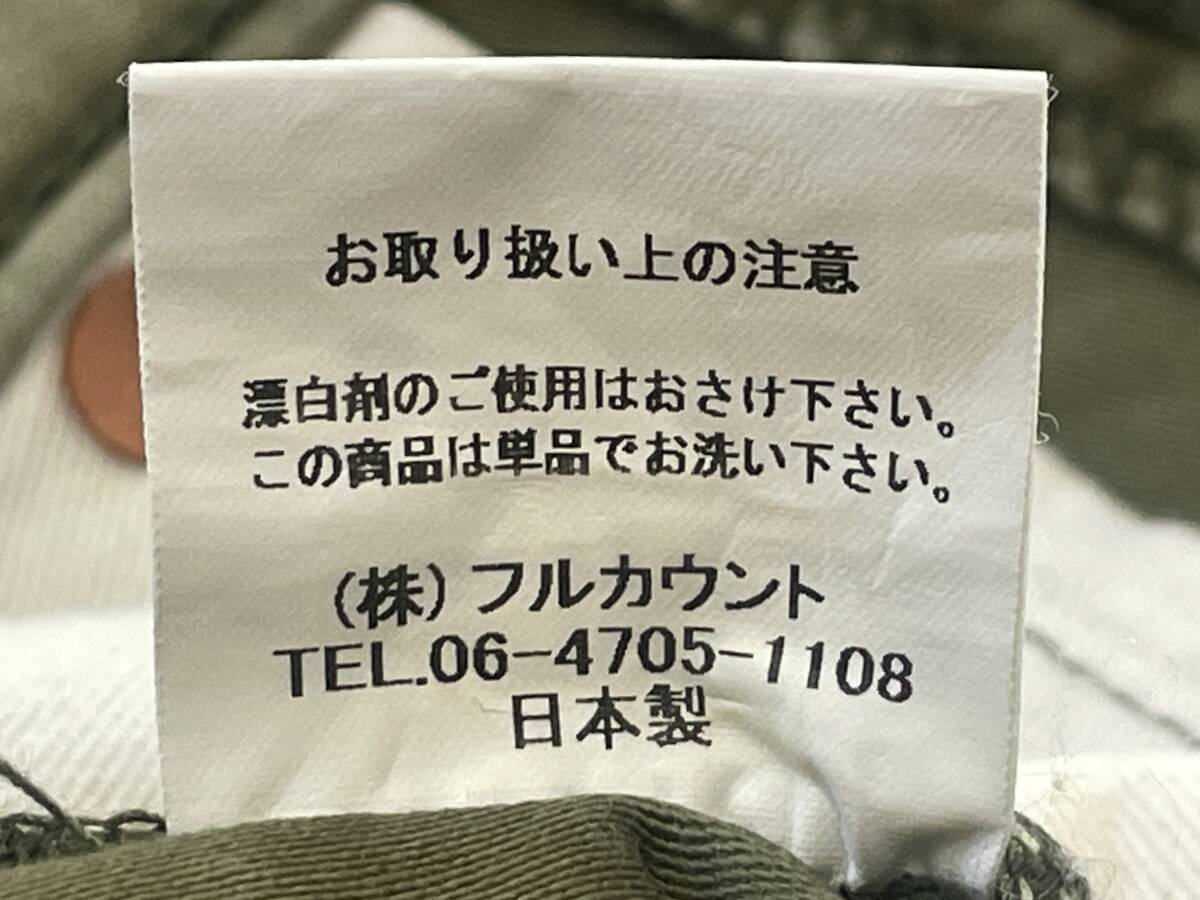 お取り扱い上の注意
漂白剤のご使用はおさけ下さい。
この商品は単品でお洗い下さい。
(株)フルカウント
TEL.06-4705-1108
日本製